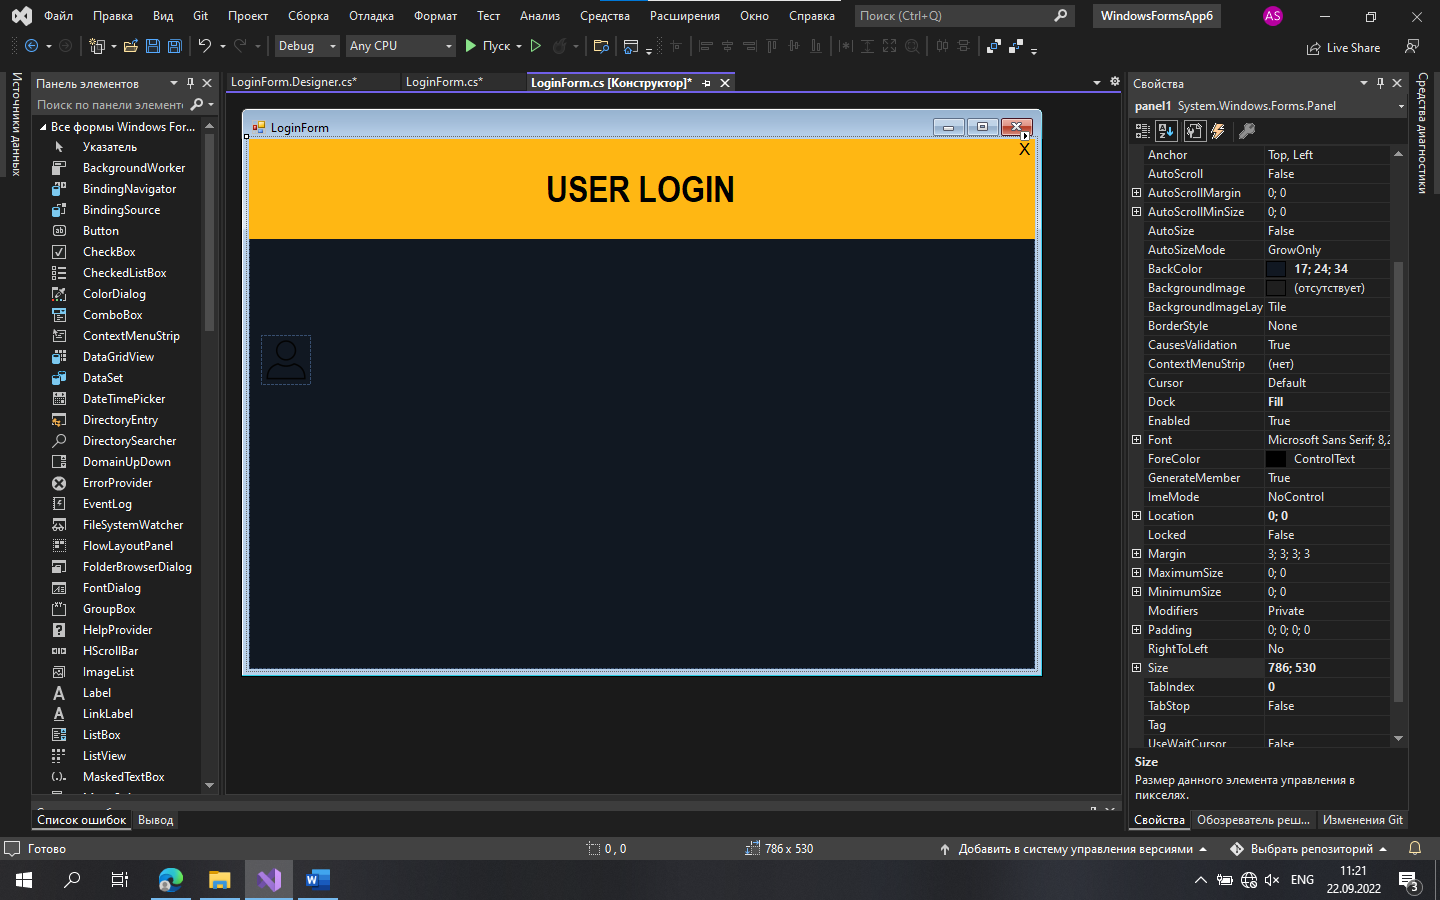 Файл Правка Вид Git Проект Сборка Отладка Формат Тест Анализ Средства Расширения Окно Справка Поиск (Ctrl+Q) WindowsFormsApp6 AS
Debug Any CPU Пуск Live Share
Источники данных
Панель элементов
Поиск по панели элементо
Все формы Windows For...
Указатель
BackgroundWorker
BindingNavigator
BindingSource
Button
CheckBox
CheckedListBox
ColorDialog
ComboBox
ContextMenuStrip
DataGridView
DataSet
DateTimePicker
DirectoryEntry
DirectorySearcher
DomainUpDown
ErrorProvider
EventLog
FileSystemWatcher
FlowLayoutPanel
FolderBrowserDialog
FontDialog
GroupBox
HelpProvider
HScrollBar
ImageList
Label
LinkLabel
ListBox
ListView
MaskedTextBox
LoginForm.Designer.cs* LoginForm.cs* LoginForm.cs [Конструктор]*
LoginForm
X
USER LOGIN
Свойства
panel1 System.Windows.Forms.Panel
Anchor Top, Left
AutoScroll False
AutoScrollMargin 0; 0
AutoScrollMinSize 0; 0
AutoSize False
AutoSizeMode GrowOnly
BackColor 17; 24; 34
BackgroundImage (отсутствует)
BackgroundImageLay Tile
BorderStyle None
CausesValidation True
ContextMenuStrip (нет)
Cursor Default
Dock Fill
Enabled True
Font Microsoft Sans Serif; 8,2
ForeColor ControlText
GenerateMember True
ImeMode NoControl
Location 0; 0
Locked False
Margin 3; 3; 3; 3
MaximumSize 0; 0
MinimumSize 0; 0
Modifiers Private
Padding 0; 0; 0; 0
RightToLeft No
Size 786; 530
TabIndex 0
TabStop False
Tag
UseWaitCursor False
Size
Размер данного элемента управления в
пикселях.
Свойства Обозреватель реш... Изменения Git
Средства диагностики
Список ошибок Вывод
Готово 0 , 0 786 x 530 Добавить в систему управления версиями Выбрать репозиторий
ENG 11:21
22.09.2022
3